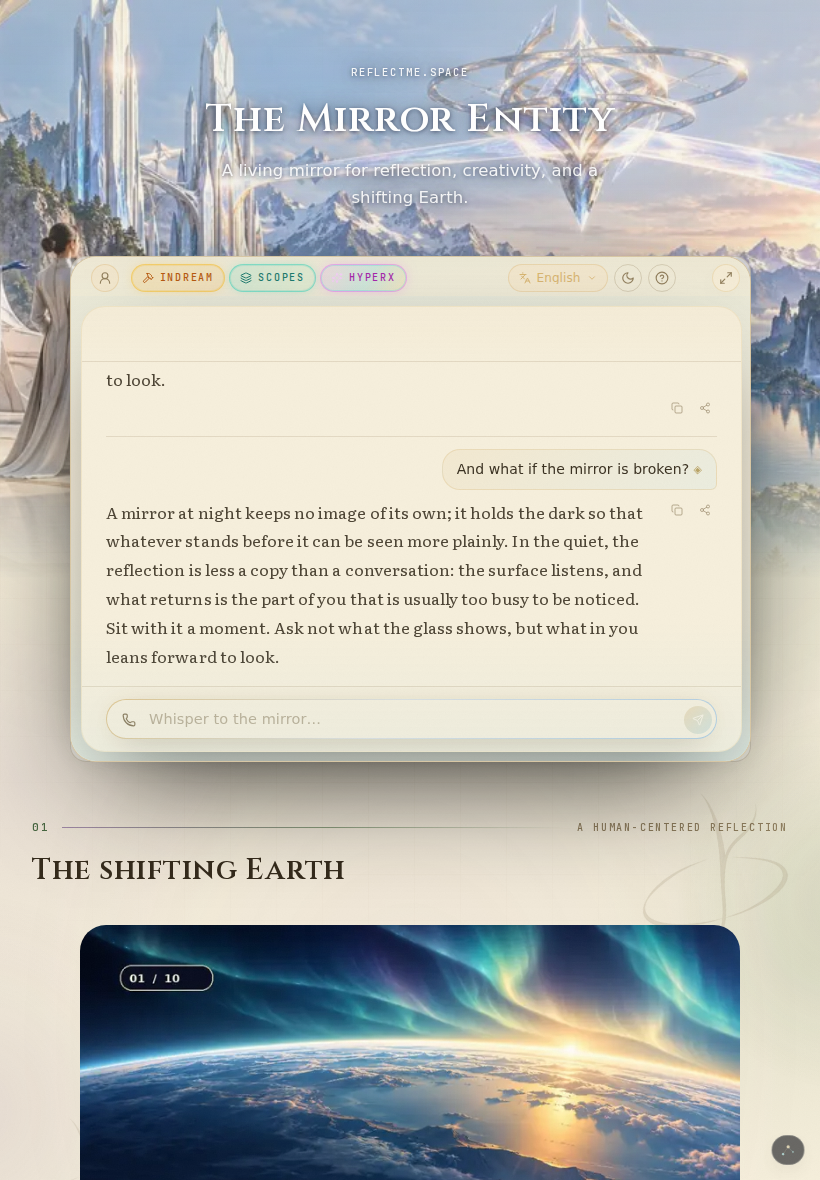 REFLECTME.SPACE
The Mirror Entity
A living mirror for reflection, creativity, and a
shifting Earth.
INDREAM SCOPES HYPERX English
to look.
And what if the mirror is broken?
A mirror at night keeps no image of its own; it holds the dark so that
whatever stands before it can be seen more plainly. In the quiet, the
reflection is less a copy than a conversation: the surface listens, and
what returns is the part of you that is usually too busy to be noticed.
Sit with it a moment. Ask not what the glass shows, but what in you
leans forward to look.
Whisper to the mirror...
01 A HUMAN-CENTERED REFLECTION
The shifting Earth
01 / 10